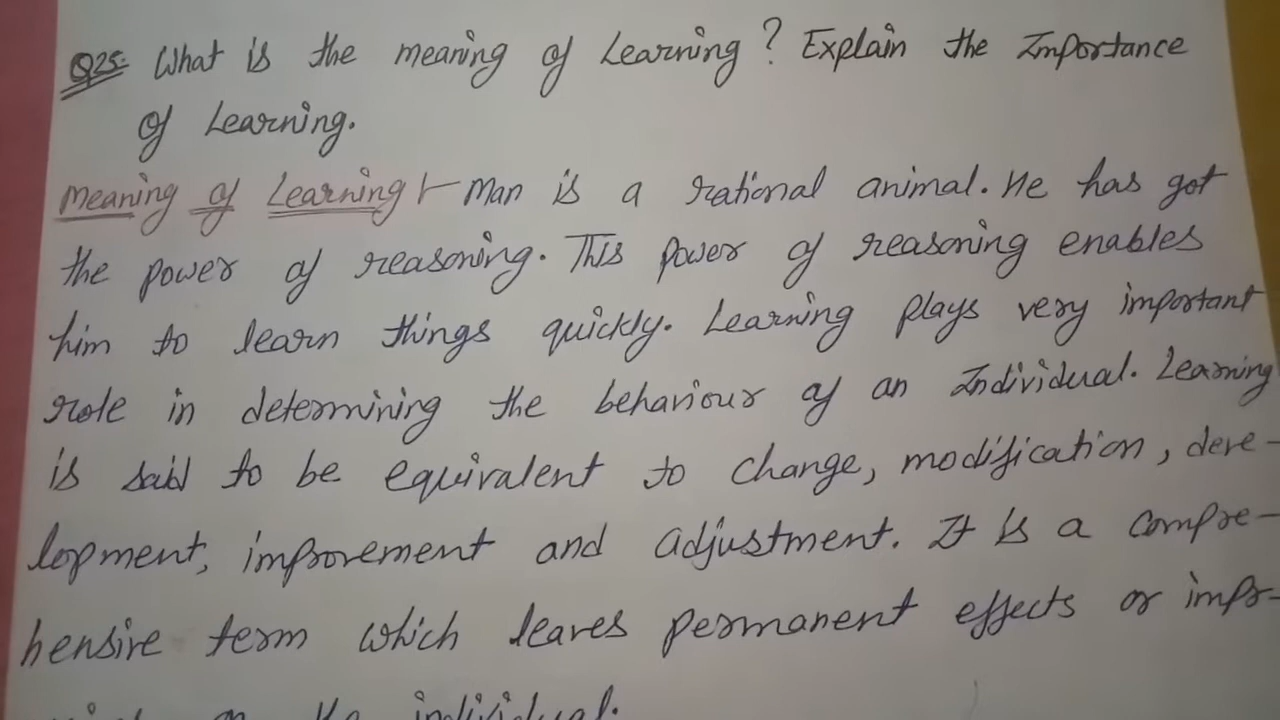 Q25. What is the meaning of Learning? Explain the Importance
of Learning.
Meaning of Learning :- Man is a rational animal. He has got
the power of reasoning. This power of reasoning enables
him to learn things quickly. Learning plays very important
role in determining the behaviour of an Individual. Learning
is said to be equivalent to change, modification, deve-
lopment, improvement and adjustment. It is a compre-
hensive term which leaves permanent effects or impr-
on the individual.